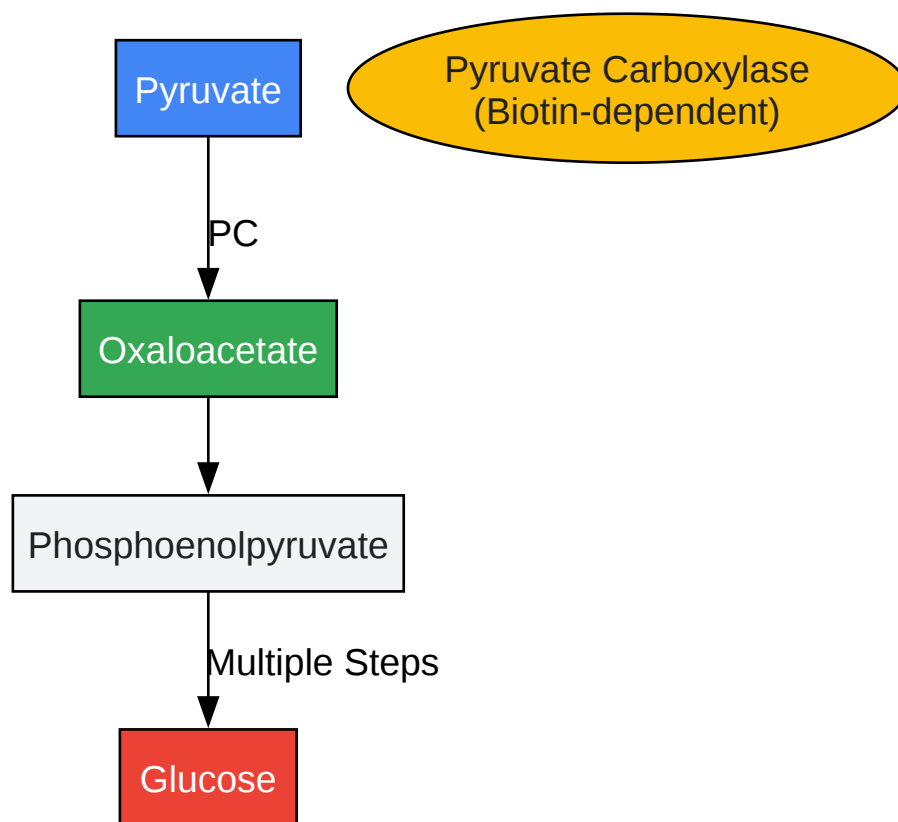 Pyruvate
Pyruvate Carboxylase
(Biotin-dependent)
PC
Oxaloacetate
Phosphoenolpyruvate
Multiple Steps
Glucose